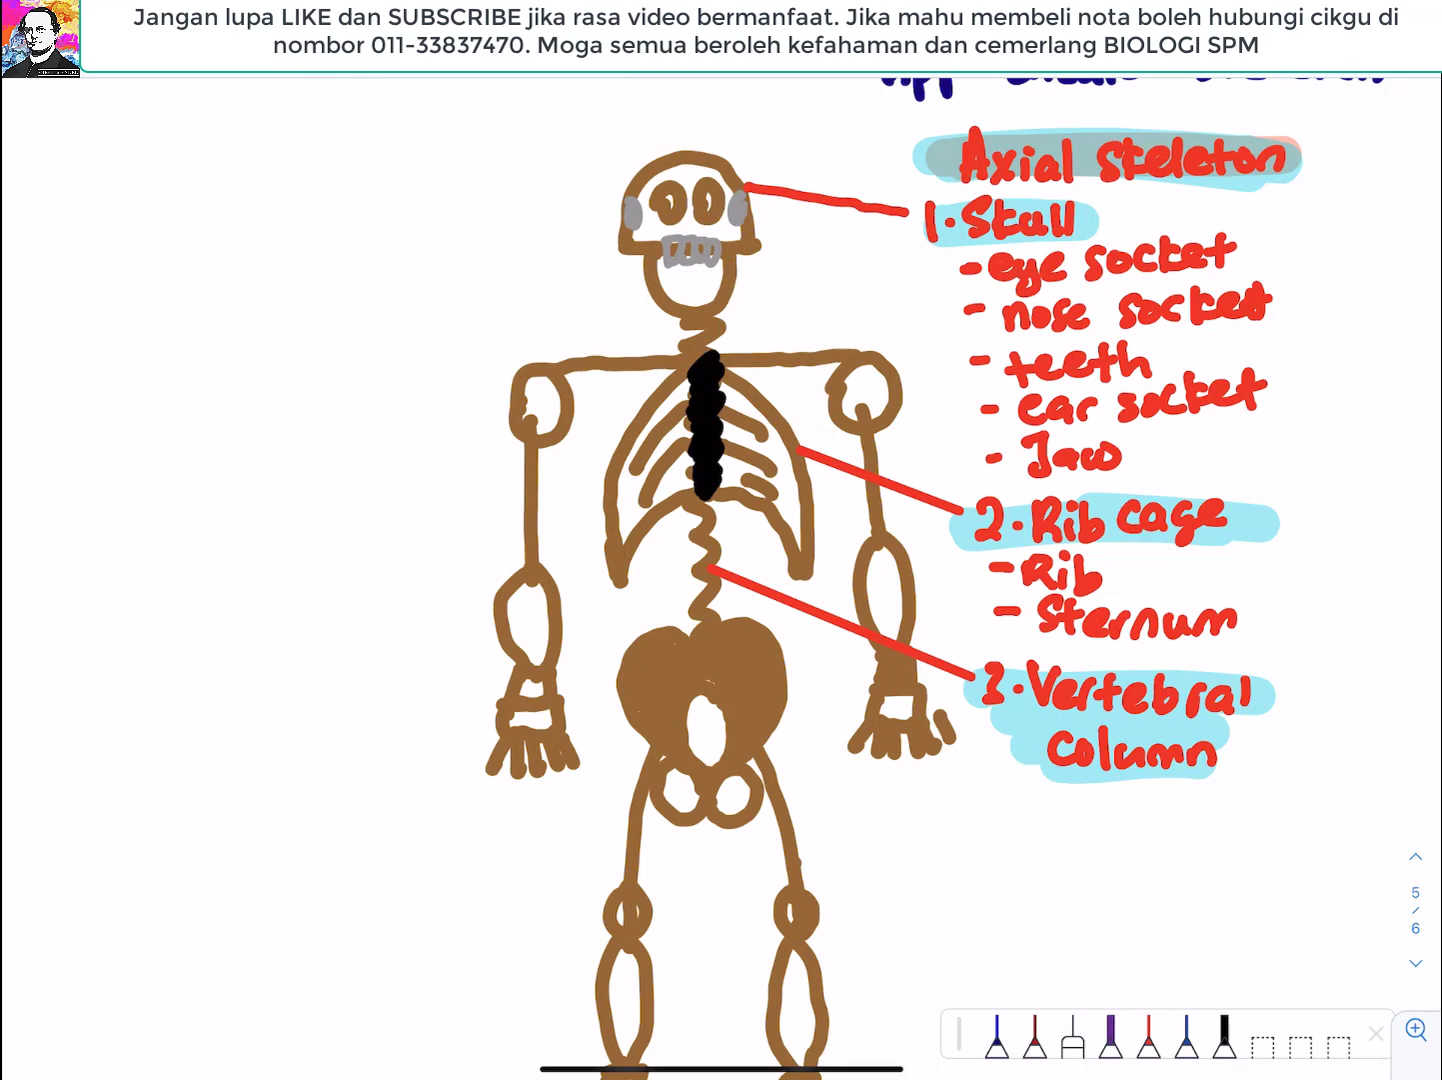 Jangan lupa LIKE dan SUBSCRIBE jika rasa video bermanfaat. Jika mahu membeli nota boleh hubungi cikgu di
nombor 011-33837470. Moga semua beroleh kefahaman dan cemerlang BIOLOGI SPM
Axial Skeleton
1. Skull
- eye socket
- nose socket
- teeth
- ear socket
- Jaw
2. Rib cage
- Rib
- Sternum
3. Vertebral
column
5
/
6